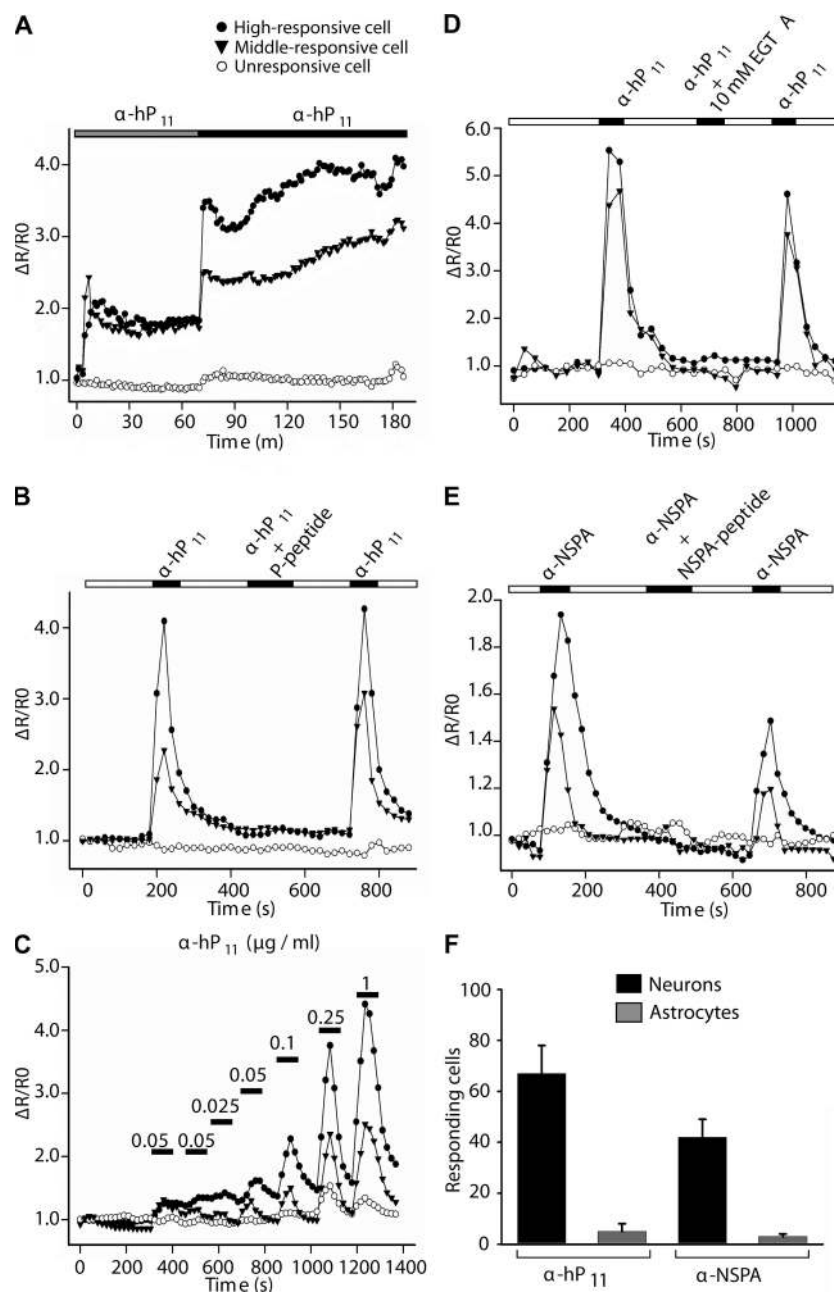 A
High-responsive cell
Middle-responsive cell
Unresponsive cell
α-hP 11
α-hP 11
4.0
3.0
2.0
1.0
ΔR/R0
0 30 60 90 120 150 180
Time (m)
B
α-hP 11
α-hP 11
+
P-peptide
α-hP 11
4.0
3.0
2.0
1.0
ΔR/R0
0 200 400 600 800
Time (s)
C
α-hP 11 (μg / ml)
5.0
4.0
3.0
2.0
1.0
ΔR/R0
0.05
0.05
0.025
0.05
0.1
0.25
1
0 200 400 600 800 1000 1200 1400
Time (s)
D
α-hP 11
α-hP 11
+
10 mM EGT A
α-hP 11
6.0
5.0
4.0
3.0
2.0
1.0
0
ΔR/R0
0 200 400 600 800 1000
Time (s)
E
α-NSPA
α-NSPA
+
NSPA-peptide
α-NSPA
2.0
1.8
1.6
1.4
1.2
1.0
ΔR/R0
0 200 400 600 800
Time (s)
F
Neurons
Astrocytes
100
80
60
40
20
0
Responding cells
α-hP 11
α-NSPA